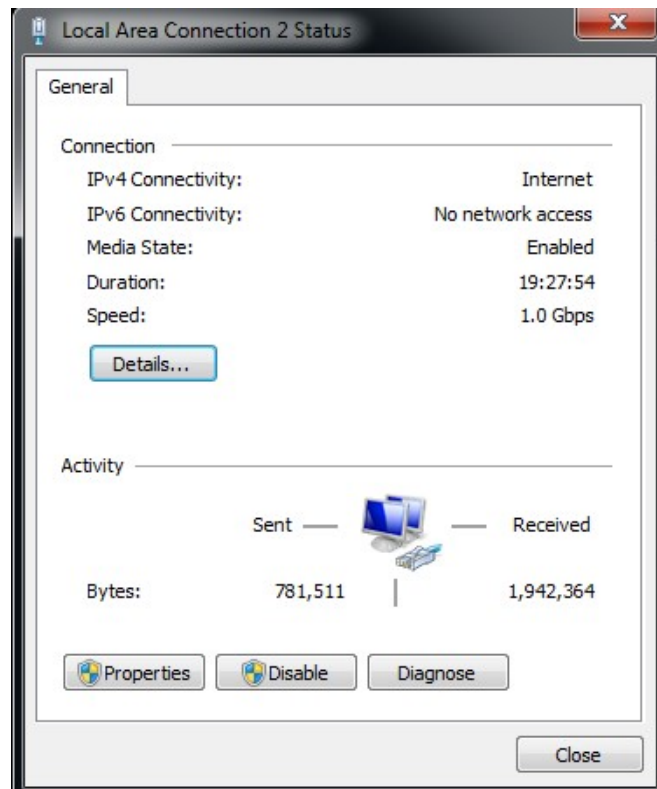 Local Area Connection 2 Status
General
Connection
IPv4 Connectivity: Internet
IPv6 Connectivity: No network access
Media State: Enabled
Duration: 19:27:54
Speed: 1.0 Gbps
Details...
Activity
Sent Received
Bytes: 781,511 1,942,364
Properties Disable Diagnose
Close